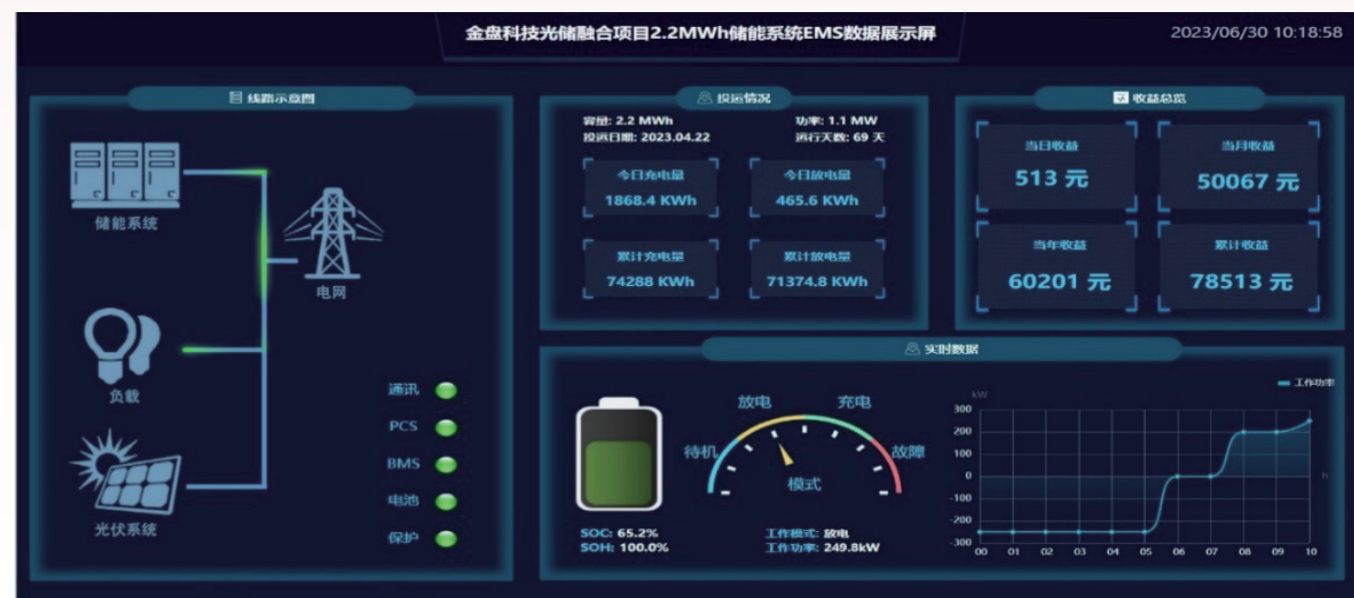 金盘科技光储融合项目2.2MWh储能系统EMS数据展示屏
2023/06/30 10:18:58
线路示意图
储能系统
电网
负载
光伏系统
通讯
PCS
BMS
电池
保护
投运情况
容量: 2.2 MWh
功率: 1.1 MW
投运日期: 2023.04.22
运行天数: 69 天
今日充电量
1868.4 KWh
今日放电量
465.6 KWh
累计充电量
74288 KWh
累计放电量
71374.8 KWh
收益总览
当日收益
513 元
当月收益
50067 元
当年收益
60201 元
累计收益
78513 元
实时数据
待机
放电
充电
故障
模式
SOC: 65.2%
SOH: 100.0%
工作模式: 放电
工作功率: 249.8kW
工作功率
kW
300
200
100
0
-100
-200
-300
h
00 01 02 03 04 05 06 07 08 09 10